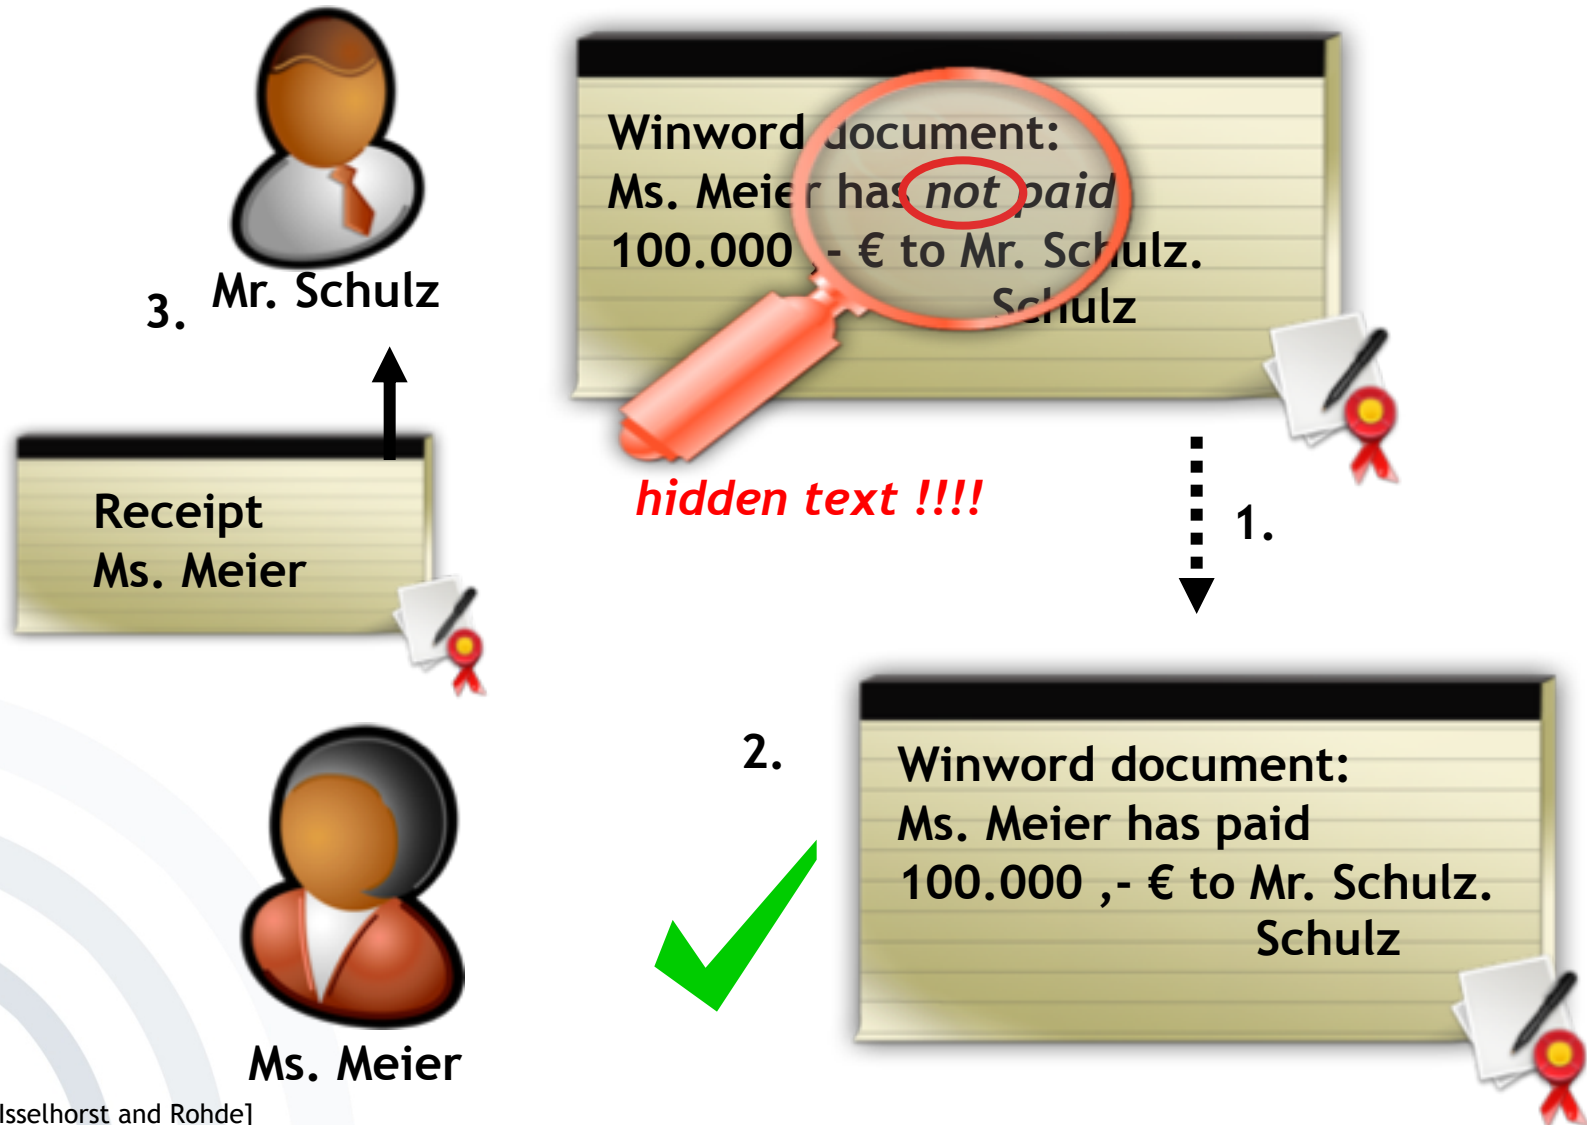 Winword document:
Ms. Meier has not paid
100.000 ,- € to Mr. Schulz.
Schulz
Mr. Schulz
3.
Receipt
Ms. Meier
hidden text !!!!
1.
2.
Winword document:
Ms. Meier has paid
100.000 ,- € to Mr. Schulz.
Schulz
Ms. Meier
Isselhorst and Rohde]